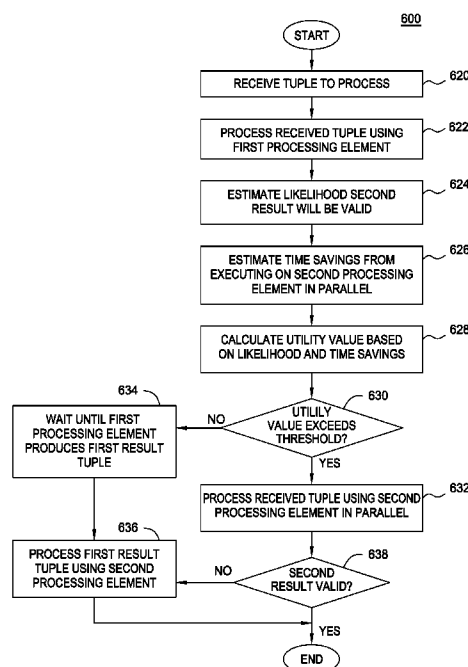 600
START
RECEIVE TUPLE TO PROCESS
620
PROCESS RECEIVED TUPLE USING
FIRST PROCESSING ELEMENT
622
ESTIMATE LIKELIHOOD SECOND
RESULT WILL BE VALID
624
ESTIMATE TIME SAVINGS FROM
EXECUTING ON SECOND PROCESSING
ELEMENT IN PARALLEL
626
CALCULATE UTILITY VALUE BASED
ON LIKELIHOOD AND TIME SAVINGS
628
634
WAIT UNTIL FIRST
PROCESSING ELEMENT
PRODUCES FIRST RESULT
TUPLE
NO
630
UTILILY
VALUE EXCEEDS
THRESHOLD?
YES
PROCESS RECEIVED TUPLE USING SECOND
PROCESSING ELEMENT IN PARALLEL
632
636
PROCESS FIRST RESULT
TUPLE USING SECOND
PROCESSING ELEMENT
NO
638
SECOND
RESULT VALID?
YES
END